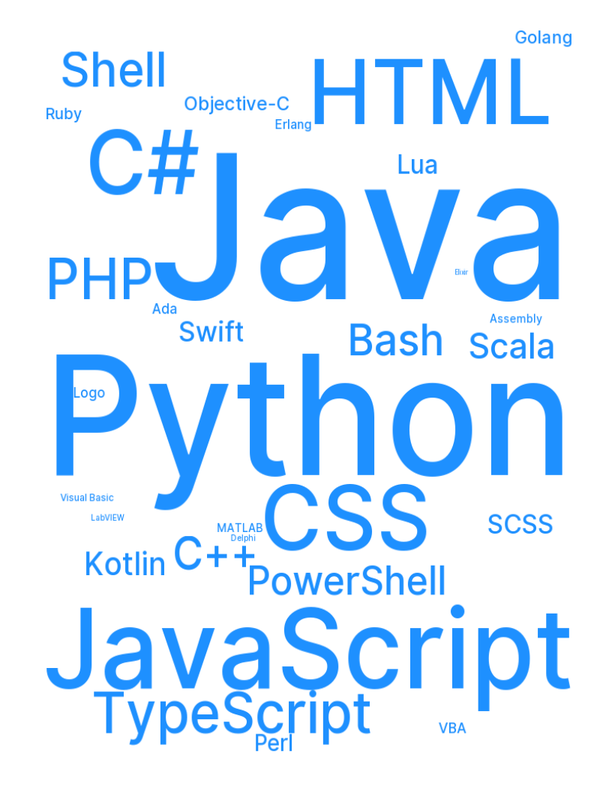 Golang
Shell
HTML
Objective-C
Ruby
Erlang
C#
Lua
Java
PHP
Elixir
Ada
Assembly
Swift
Bash
Scala
Python
Logo
Visual Basic
CSS
LabVIEW
SCSS
MATLAB
Delphi
C++
Kotlin
PowerShell
JavaScript
TypeScript
VBA
Perl